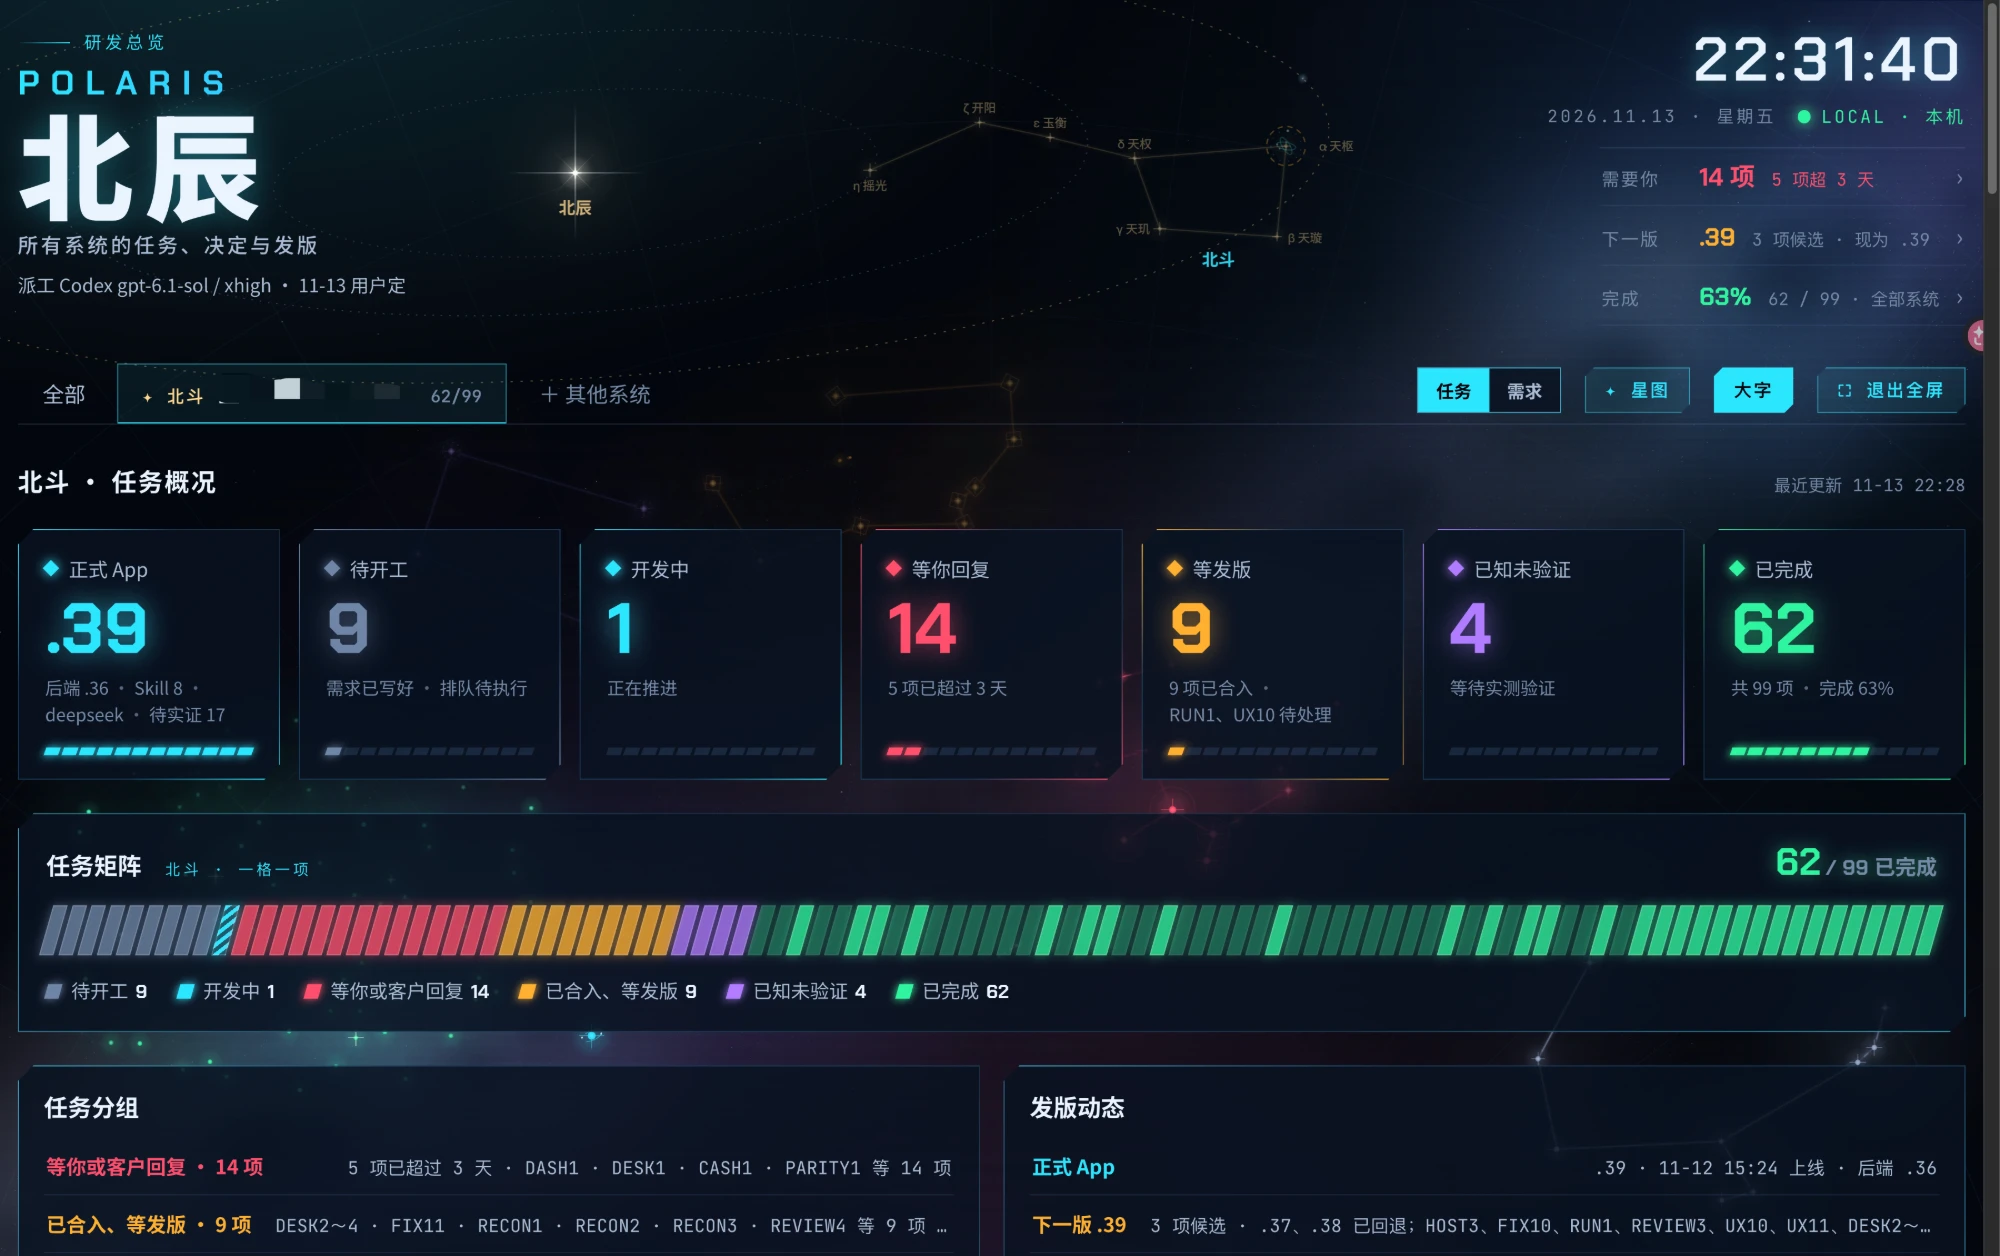 研发总览
POLARIS
北辰
所有系统的任务、决定与发版
派工 Codex gpt-6.1-sol / xhigh · 11-13 用户定
北辰
η 摇光
ζ 开阳
ε 玉衡
δ 天权
α 天枢
γ 天玑
β 天璇
北斗
22:31:40
2026.11.13 · 星期五 LOCAL · 本机
需要你 14 项 5 项超 3 天 ›
下一版 .39 3 项候选 · 现为 .39 ›
完成 63% 62 / 99 · 全部系统 ›
全部 北斗 62/99 + 其他系统
任务 需求 星图 大字 退出全屏
北斗 · 任务概况
最近更新 11-13 22:28
正式 App
.39
后端 .36 · Skill 8 ·
deepseek · 待实证 17
待开工
9
需求已写好 · 排队待执行
开发中
1
正在推进
等你回复
14
5 项已超过 3 天
等发版
9
9 项已合入 ·
RUN1、UX10 待处理
已知未验证
4
等待实测验证
已完成
62
共 99 项 · 完成 63%
任务矩阵 北斗 · 一格一项
62 / 99 已完成
待开工 9 开发中 1 等你或客户回复 14 已合入、等发版 9 已知未验证 4 已完成 62
任务分组
等你或客户回复 · 14 项 5 项已超过 3 天 · DASH1 · DESK1 · CASH1 · PARITY1 等 14 项
已合入、等发版 · 9 项 DESK2~4 · FIX11 · RECON1 · RECON2 · RECON3 · REVIEW4 等 9 项 …
发版动态
正式 App .39 · 11-12 15:24 上线 · 后端 .36
下一版 .39 3 项候选 · .37、.38 已回退；HOST3、FIX10、RUN1、REVIEW3、UX10、UX11、DESK2~…